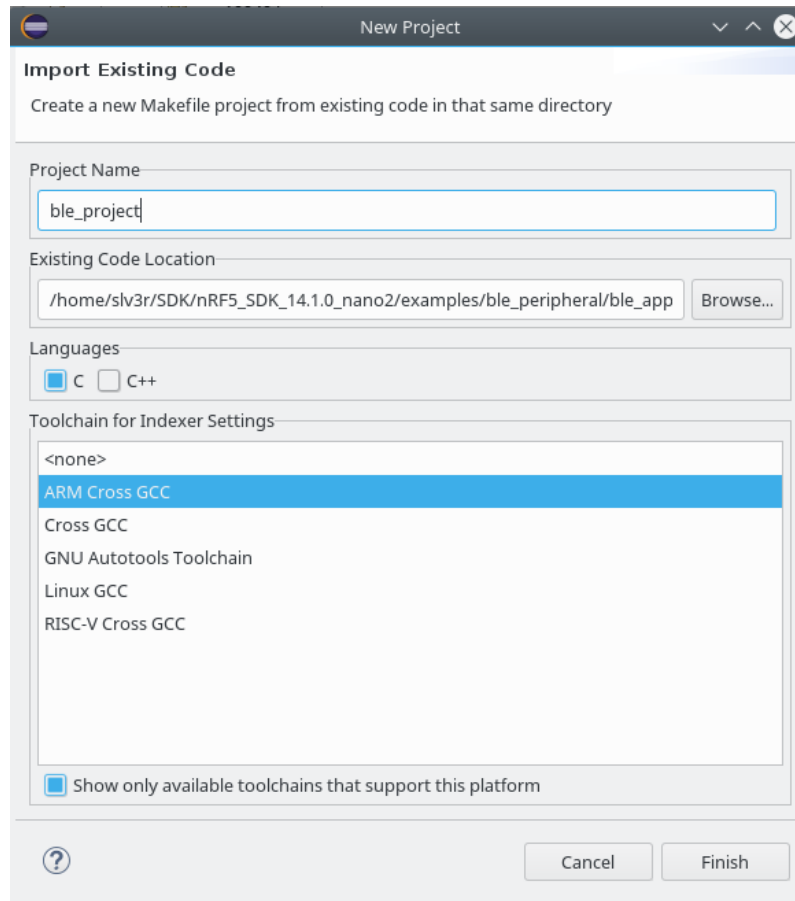 New Project
Import Existing Code
Create a new Makefile project from existing code in that same directory
Project Name
ble_project
Existing Code Location
/home/slv3r/SDK/nRF5_SDK_14.1.0_nano2/examples/ble_peripheral/ble_app Browse...
Languages
C C++
Toolchain for Indexer Settings
<none>
ARM Cross GCC
Cross GCC
GNU Autotools Toolchain
Linux GCC
RISC-V Cross GCC
Show only available toolchains that support this platform
? Cancel Finish